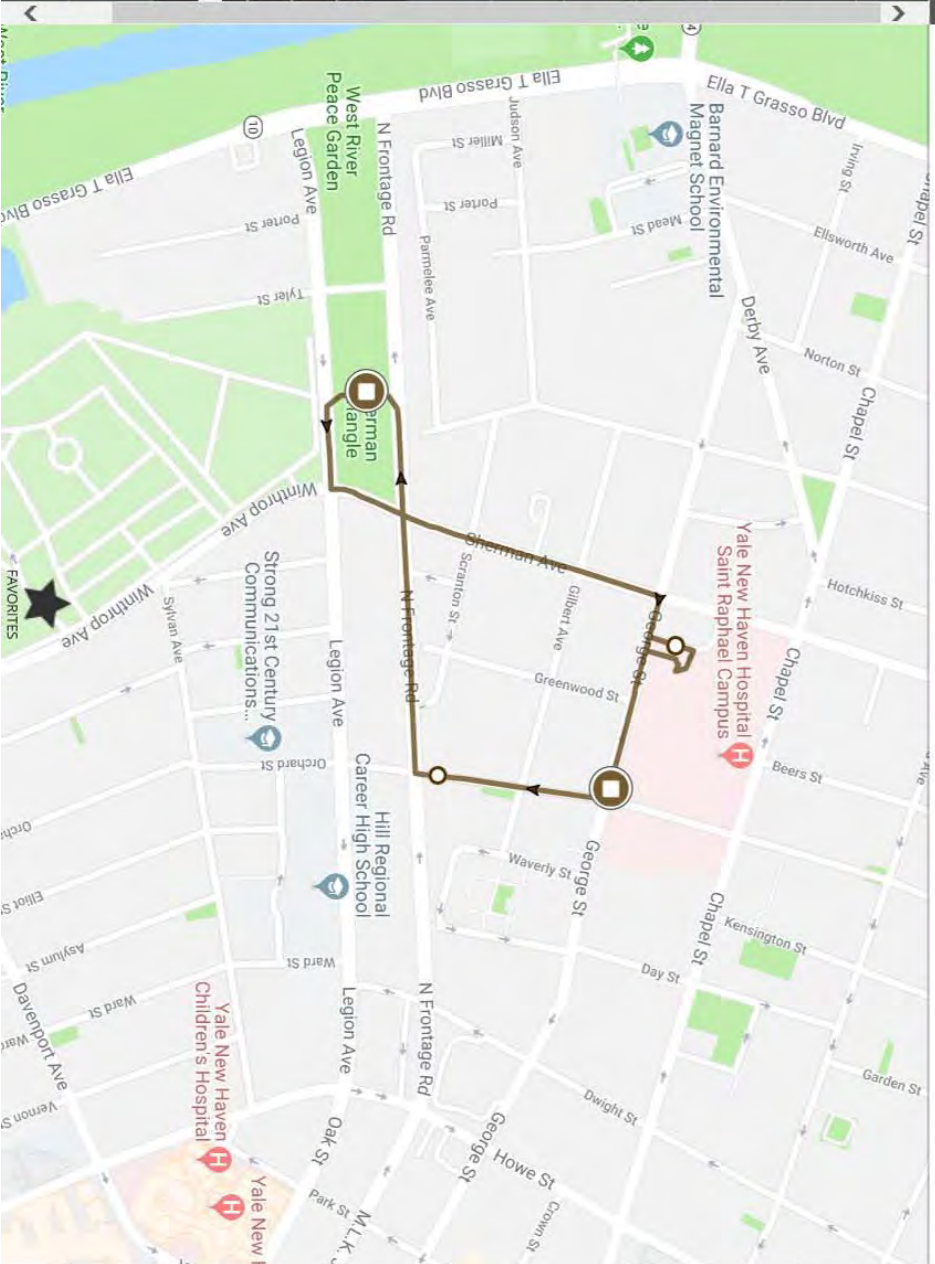 4
Ella T Grasso Blvd
Ella T Grasso Blvd
West River
Peace Garden
N Frontage Rd
Legion Ave
10
Ella T Grasso Blvd
Judson Ave
Miller St
Porter St
Parmelee Ave
Barnard Environmental
Magnet School
Mead St
Irving St
Ellsworth Ave
Chapel St
Porter St
Tyler St
Derby Ave
Norton St
Chapel St
Winthrop Ave
Sherman Ave
Scranton St
Gilbert Ave
Greenwood St
George St
Yale New Haven Hospital
Saint Raphael Campus
H
Hotchkiss St
Chapel St
Beers St
FAVORITES
Winthrop Ave
Sylvan Ave
Strong 21st Century
Communications...
Legion Ave
N Frontage Rd
Orchard St
Hill Regional
Career High School
Waverly St
George St
Chapel St
Kensington St
Day St
Elliot St
Asylum St
Ward St
Ward St
Davenport Ave
Vernon St
Yale New Haven
Children's Hospital
H
Legion Ave
N Frontage Rd
Oak St
George St
Howe St
Dwight St
Garden St
Crown St
Park St
M.L.K.
H
Yale New